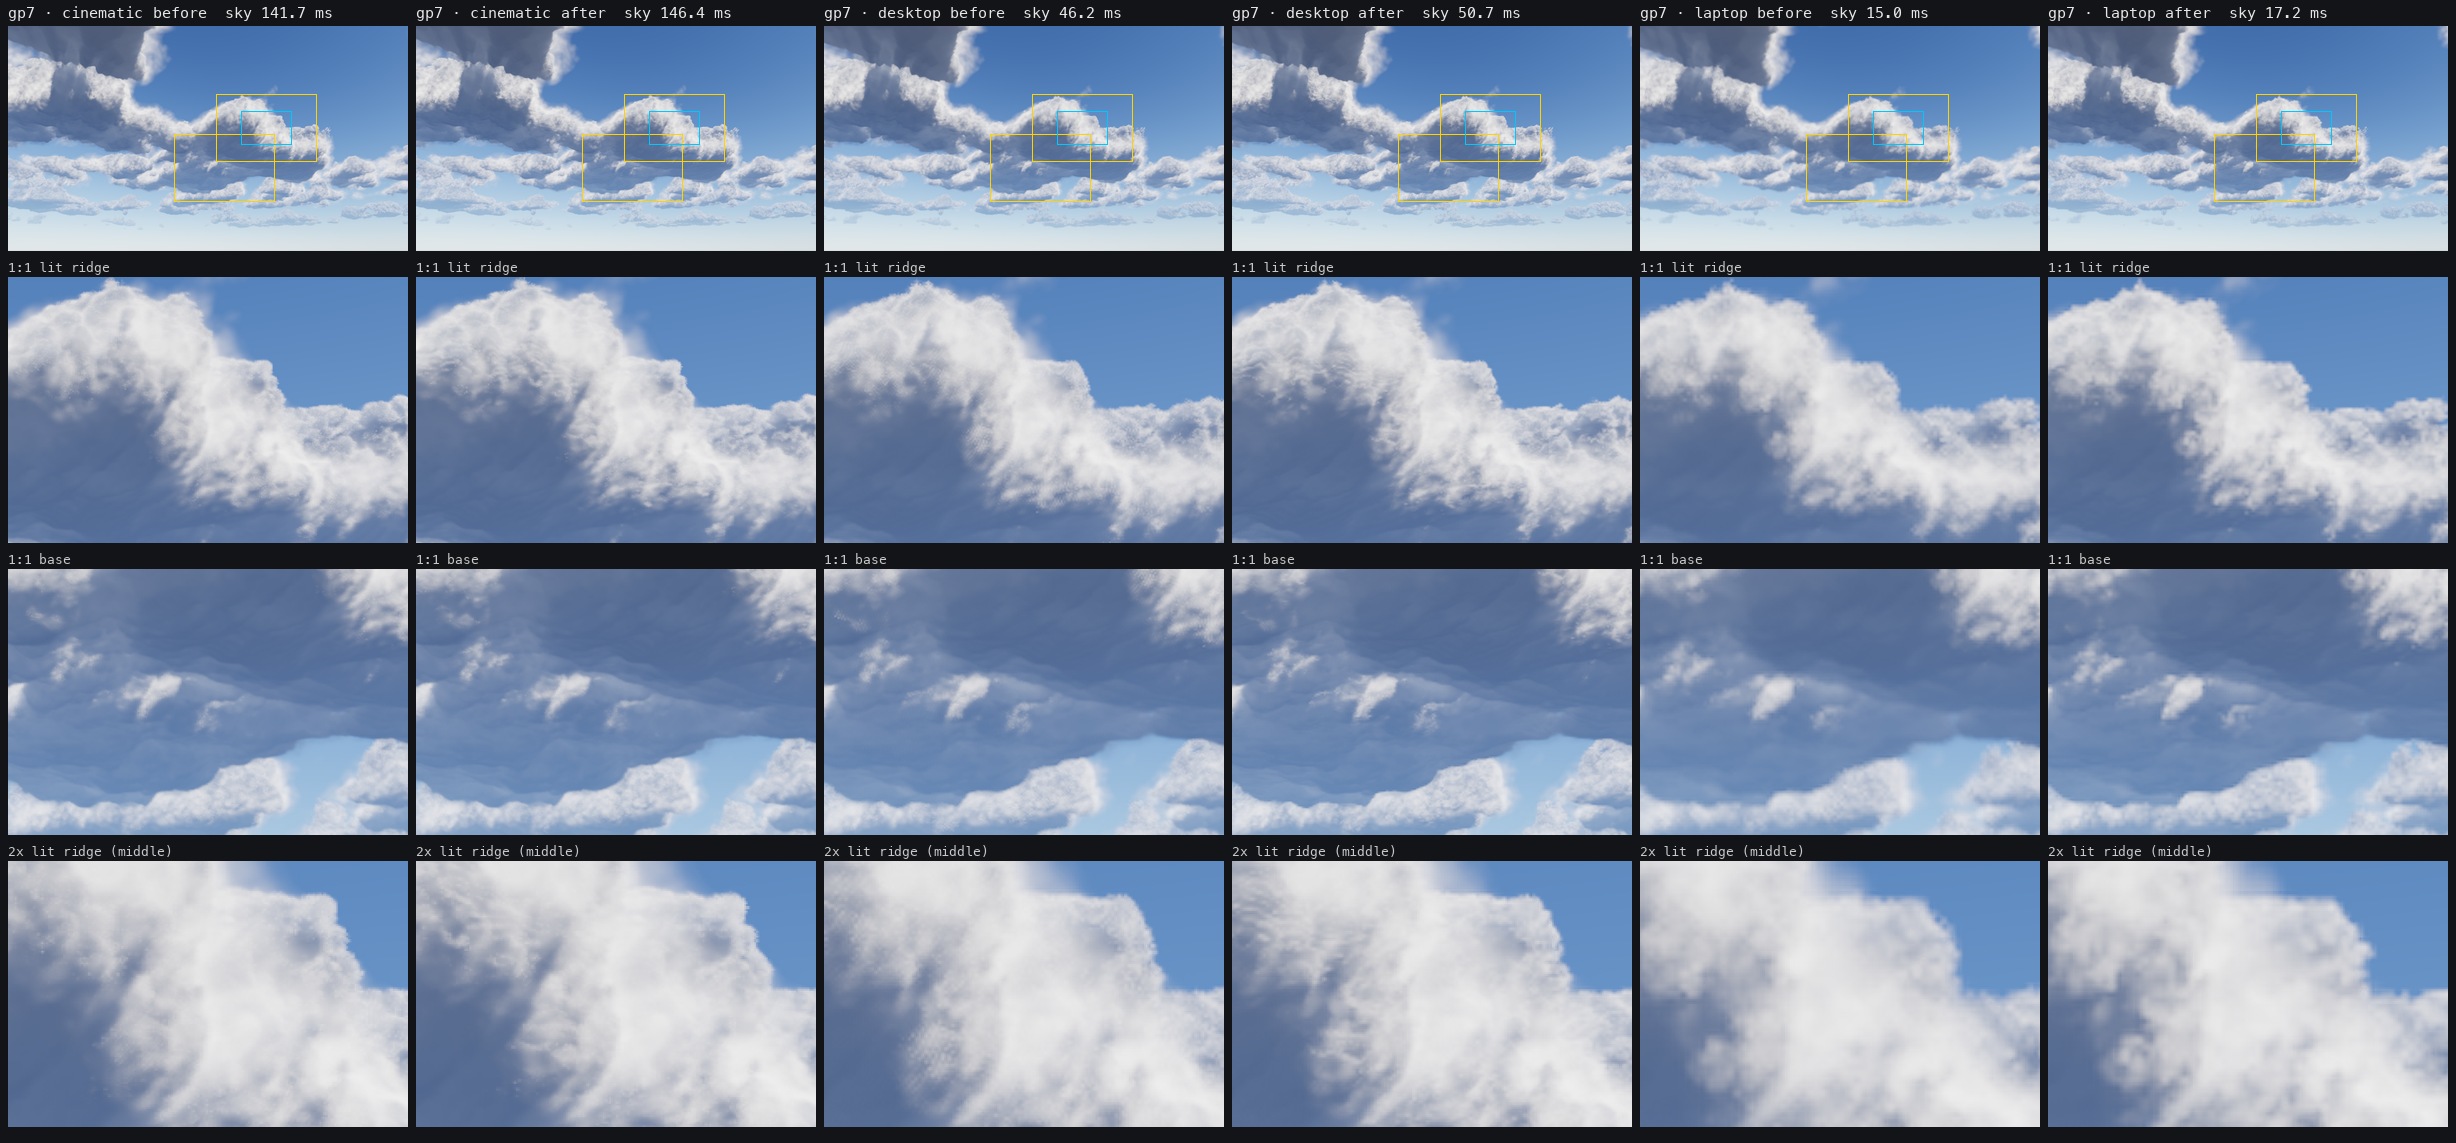 gp7 · cinematic before  sky 141.7 ms
gp7 · cinematic after  sky 146.4 ms
gp7 · desktop before  sky 46.2 ms
gp7 · desktop after  sky 50.7 ms
gp7 · laptop before  sky 15.0 ms
gp7 · laptop after  sky 17.2 ms
1:1 lit ridge
1:1 lit ridge
1:1 lit ridge
1:1 lit ridge
1:1 lit ridge
1:1 lit ridge
1:1 base
1:1 base
1:1 base
1:1 base
1:1 base
1:1 base
2x lit ridge (middle)
2x lit ridge (middle)
2x lit ridge (middle)
2x lit ridge (middle)
2x lit ridge (middle)
2x lit ridge (middle)